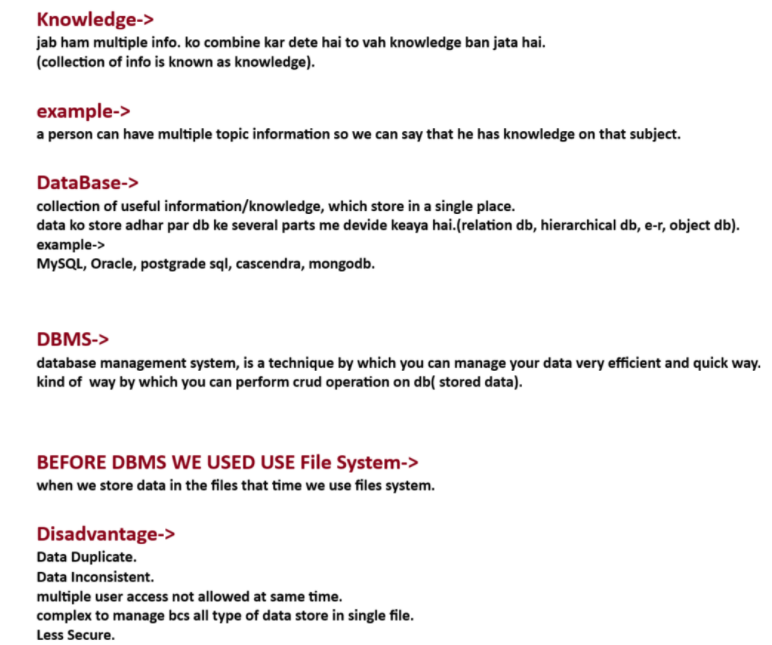 Knowledge->
jab ham multiple info. ko combine kar dete hai to vah knowledge ban jata hai.
(collection of info is known as knowledge).
example->
a person can have multiple topic information so we can say that he has knowledge on that subject.
DataBase->
collection of useful information/knowledge, which store in a single place.
data ko store adhar par db ke several parts me devide keaya hai.(relation db, hierarchical db, e-r, object db).
example->
MySQL, Oracle, postgrade sql, cascendra, mongodb.
DBMS->
database management system, is a technique by which you can manage your data very efficient and quick way.
kind of  way by which you can perform crud operation on db( stored data).
BEFORE DBMS WE USED USE File System->
when we store data in the files that time we use files system.
Disadvantage->
Data Duplicate.
Data Inconsistent.
multiple user access not allowed at same time.
complex to manage bcs all type of data store in single file.
Less Secure.